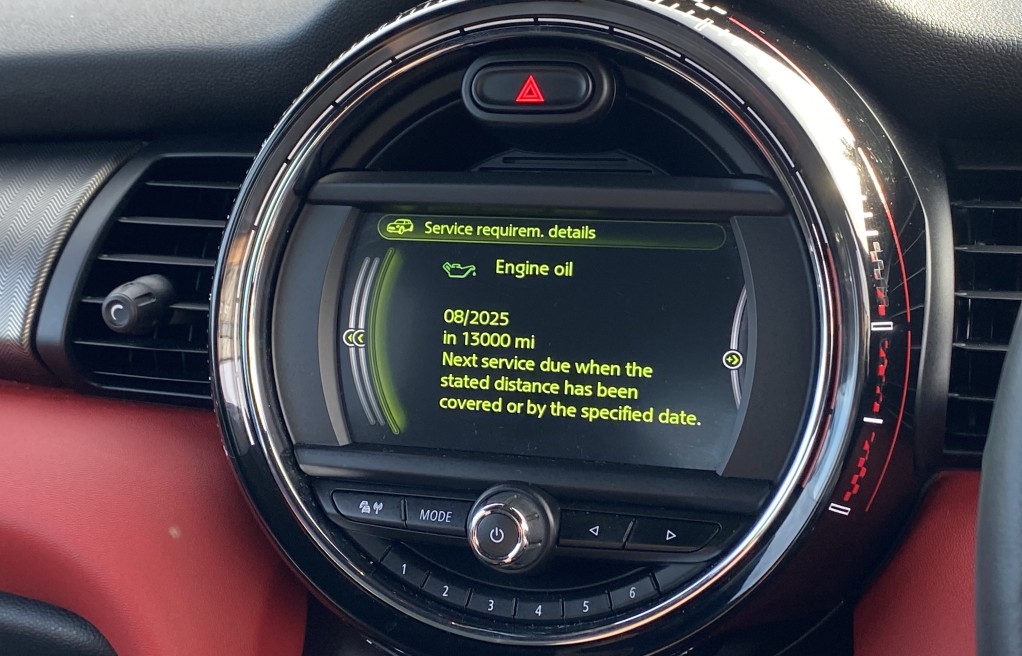 Service requirem. details
Engine oil
08/2025
in 13000 mi
Next service due when the
stated distance has been
covered or by the specified date.
MODE
1 2 3 4 5 6